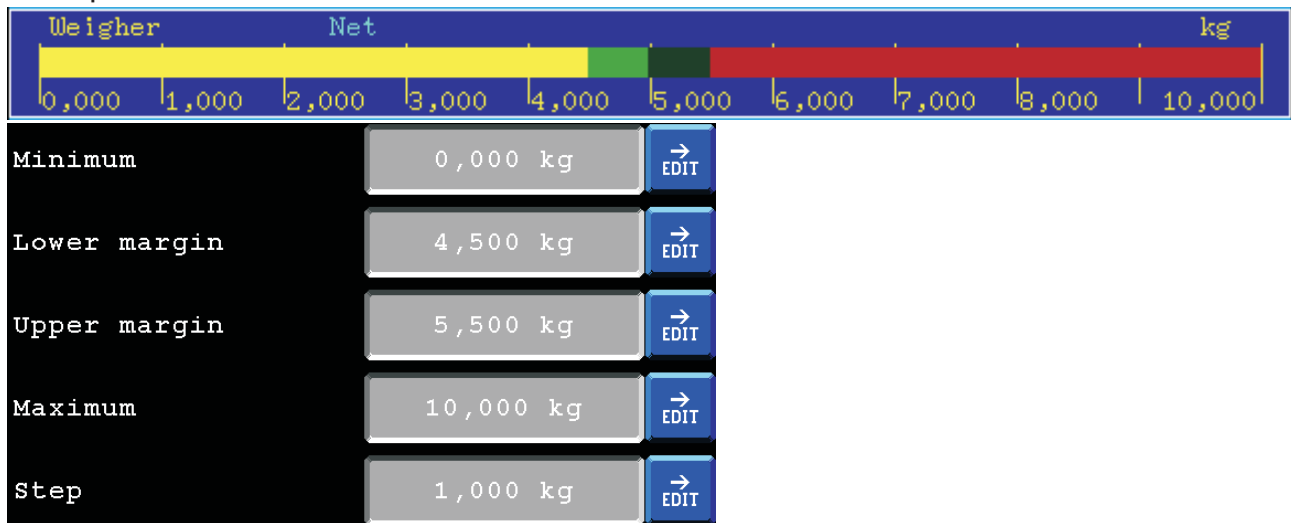 Weigher Net kg
0,000 1,000 2,000 3,000 4,000 5,000 6,000 7,000 8,000 10,000
Minimum 0,000 kg EDIT
Lower margin 4,500 kg EDIT
Upper margin 5,500 kg EDIT
Maximum 10,000 kg EDIT
Step 1,000 kg EDIT